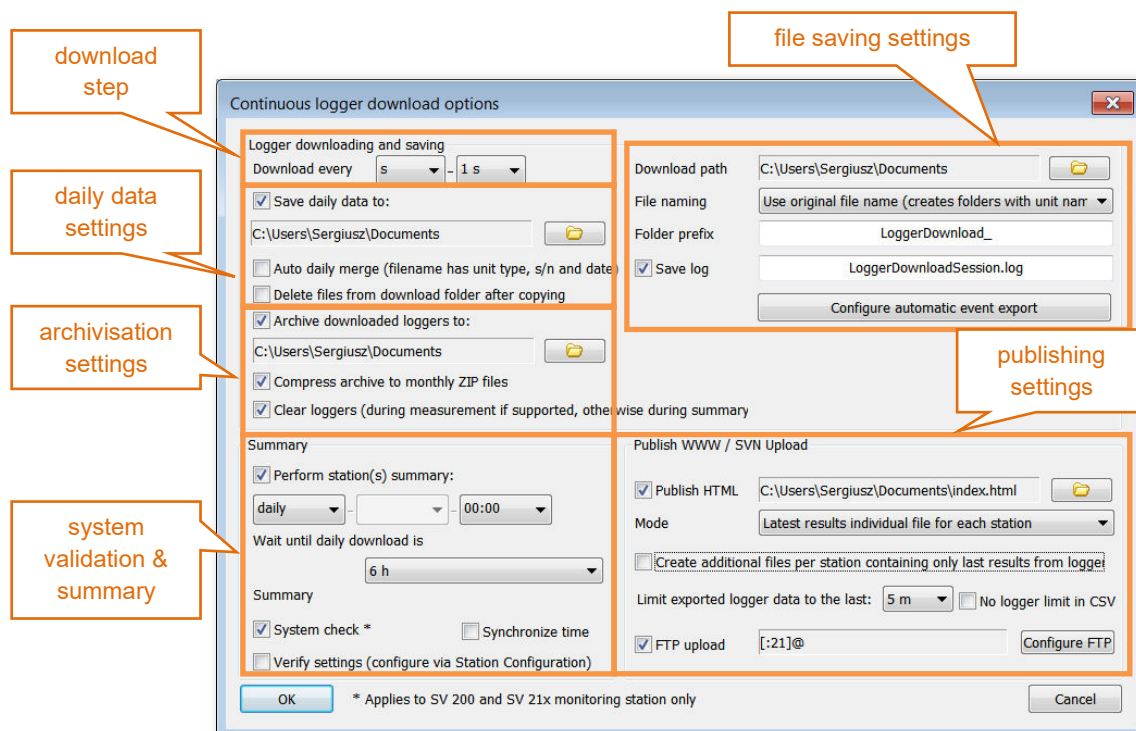 download
step
file saving settings
Continuous logger download options
Logger downloading and saving
Download every s - 1 s
daily data
settings
Save daily data to:
C:\Users\Sergiusz\Documents
Auto daily merge (filename has unit type, s/n and date)
Delete files from download folder after copying
Download path C:\Users\Sergiusz\Documents
File naming Use original file name (creates folders with unit nam
Folder prefix LoggerDownload_
Save log LoggerDownloadSession.log
Configure automatic event export
archivisation
settings
Archive downloaded loggers to:
C:\Users\Sergiusz\Documents
Compress archive to monthly ZIP files
Clear loggers (during measurement if supported, otherwise during summary
publishing
settings
system
validation &
summary
Summary
Perform station(s) summary:
daily - - 00:00
Wait until daily download is
6 h
Summary
System check * Synchronize time
Verify settings (configure via Station Configuration)
Publish WWW / SVN Upload
Publish HTML C:\Users\Sergiusz\Documents\index.html
Mode Latest results individual file for each station
Create additional files per station containing only last results from logger
Limit exported logger data to the last: 5 m No logger limit in CSV
FTP upload [:21]@ Configure FTP
OK * Applies to SV 200 and SV 21x monitoring station only Cancel